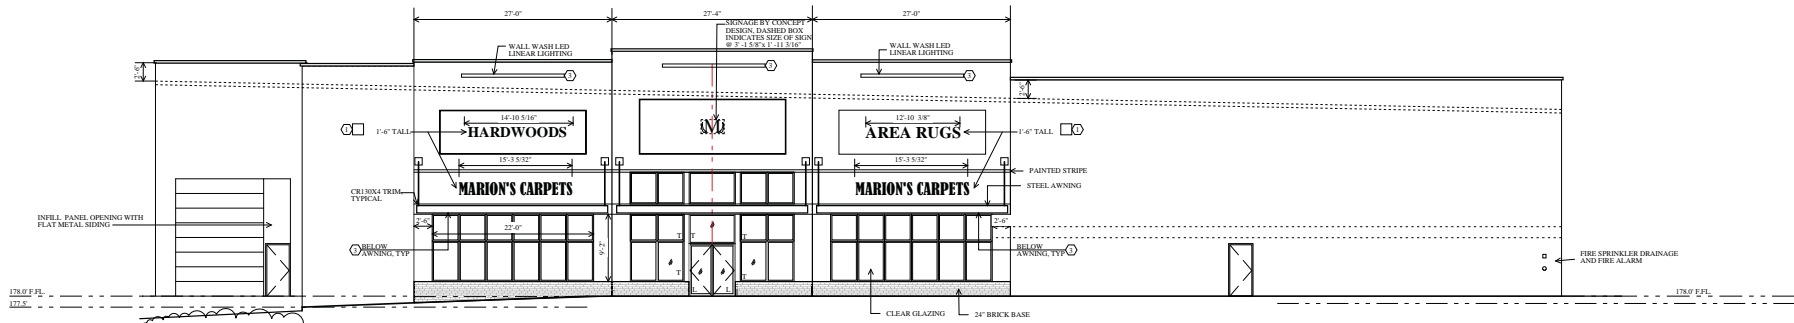 27'-0"
27'-4"
27'-0"
SIGNAGE BY CONCEPT
DESIGN, DASHED BOX
INDICATES SIZE OF SIGN
@ 3' -1 5/8"x 1' -11 3/16"
WALL WASH LED
LINEAR LIGHTING
3
3
WALL WASH LED
LINEAR LIGHTING
3
2'-6"
2'-6"
14'-10 5/16"
12'-10 3/8"
1
1'-6" TALL
HARDWOODS
M
AREA RUGS
1'-6" TALL
1
15'-3 5/32"
15'-3 5/32"
PAINTED STRIPE
CR130X4 TRIM,
TYPICAL
MARION'S CARPETS
MARION'S CARPETS
STEEL AWNING
INFILL PANEL OPENING WITH
FLAT METAL SIDING
2'-6"
22'-0"
9'-2"
2'-6"
T
T
T
3
BELOW
AWNING, TYP
BELOW
AWNING, TYP
3
T
T
FIRE SPRINKLER DRAINAGE
AND FIRE ALARM
L
L
178.0' F.FL.
178.0' F.FL.
177.5'
CLEAR GLAZING
24" BRICK BASE